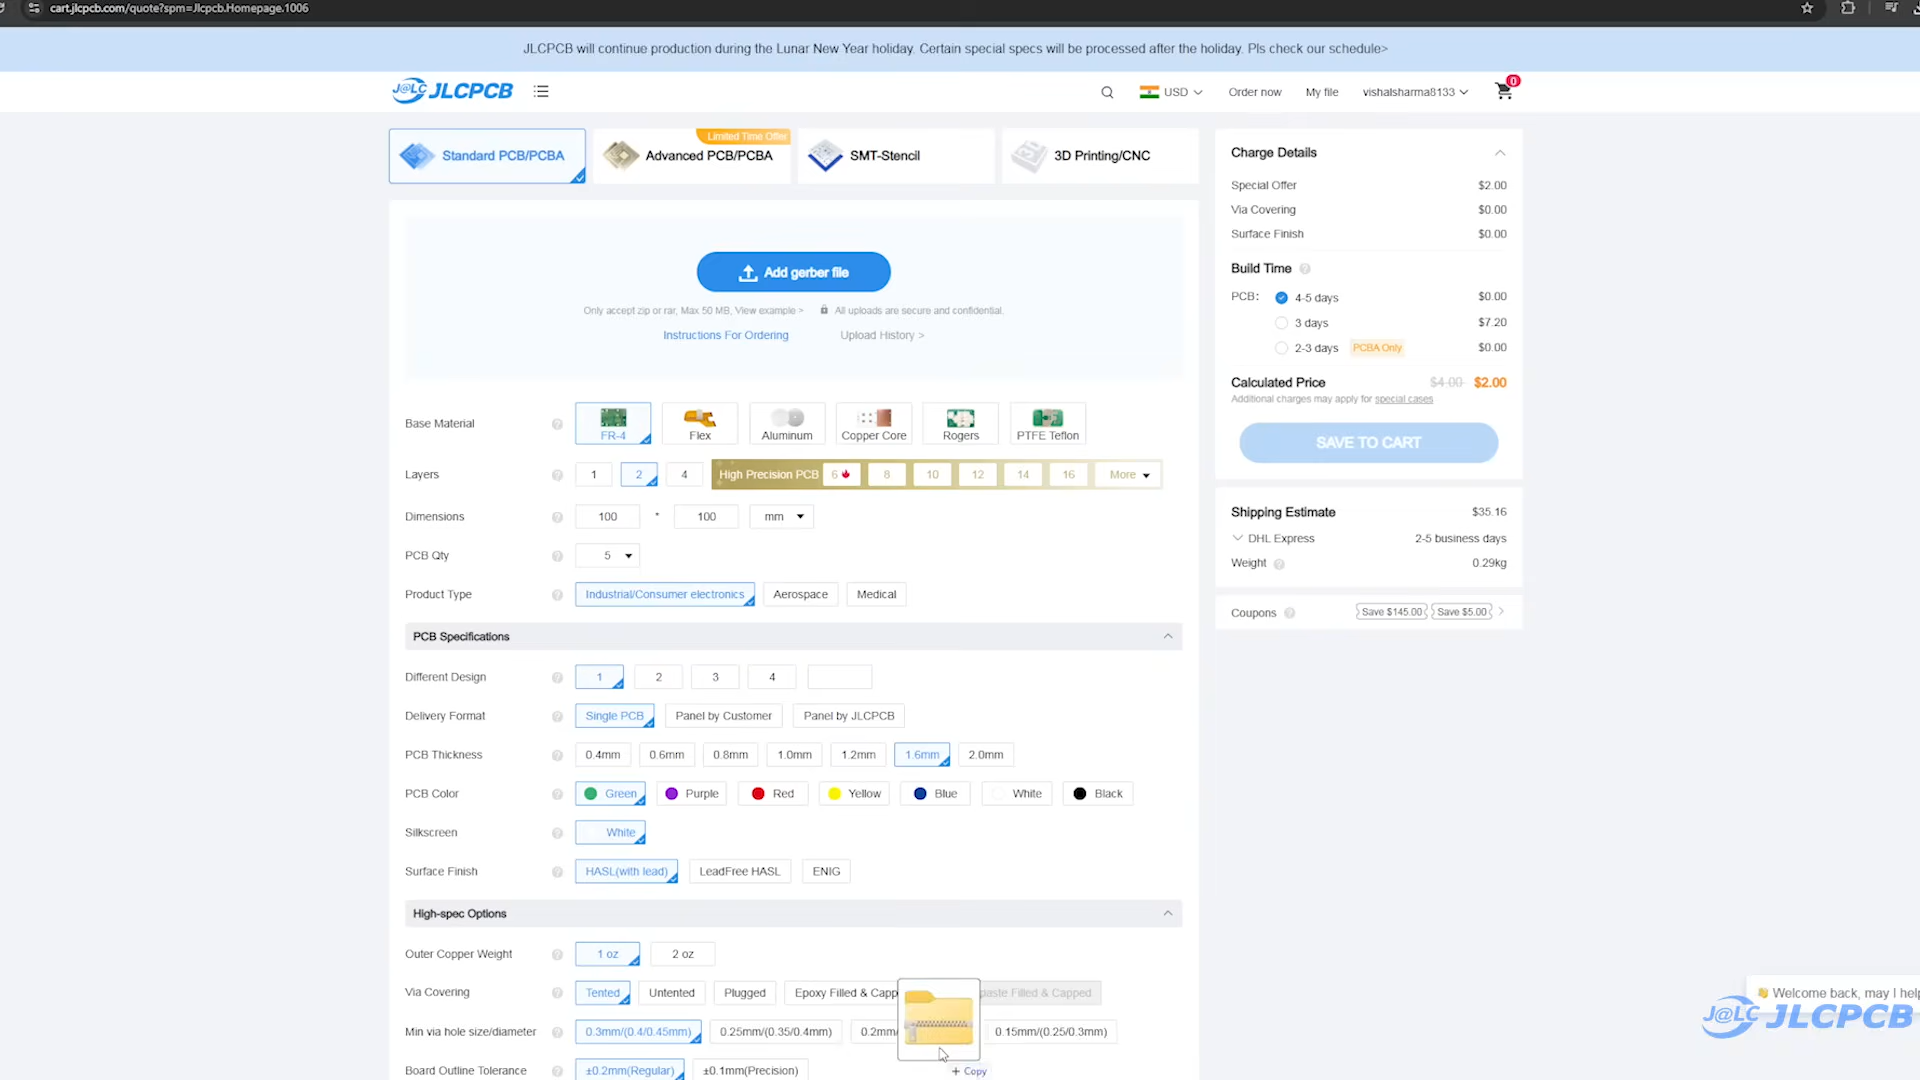 cart.jlcpcb.com/quote?spm=Jlcpcb.Homepage.1006
JLCPCB will continue production during the Lunar New Year holiday. Certain special specs will be processed after the holiday. Pls check our schedule>
J@LC JLCPCB
USD
Order now
My file
vishalsharma8133
0
Standard PCB/PCBA
Limited Time Offer
Advanced PCB/PCBA
SMT-Stencil
3D Printing/CNC
Add gerber file
Only accept zip or rar, Max 50 MB, View example >
All uploads are secure and confidential.
Instructions For Ordering
Upload History >
Base Material
FR-4
Flex
Aluminum
Copper Core
Rogers
PTFE Teflon
Layers
1
2
4
High Precision PCB
6
8
10
12
14
16
More
Dimensions
100
*
100
mm
PCB Qty
5
Product Type
Industrial/Consumer electronics
Aerospace
Medical
PCB Specifications
Different Design
1
2
3
4
Delivery Format
Single PCB
Panel by Customer
Panel by JLCPCB
PCB Thickness
0.4mm
0.6mm
0.8mm
1.0mm
1.2mm
1.6mm
2.0mm
PCB Color
Green
Purple
Red
Yellow
Blue
White
Black
Silkscreen
White
Surface Finish
HASL(with lead)
LeadFree HASL
ENIG
High-spec Options
Outer Copper Weight
1 oz
2 oz
Via Covering
Tented
Untented
Plugged
Epoxy Filled & Capp
paste Filled & Capped
Min via hole size/diameter
0.3mm/(0.4/0.45mm)
0.25mm/(0.35/0.4mm)
0.2mm/
0.15mm/(0.25/0.3mm)
Board Outline Tolerance
±0.2mm(Regular)
±0.1mm(Precision)
+ Copy
Charge Details
Special Offer $2.00
Via Covering $0.00
Surface Finish $0.00
Build Time
PCB: 4-5 days $0.00
3 days $7.20
2-3 days PCBA Only $0.00
Calculated Price $4.00 $2.00
Additional charges may apply for special cases
SAVE TO CART
Shipping Estimate $35.16
DHL Express 2-5 business days
Weight 0.29kg
Coupons Save $145.00 Save $5.00
Welcome back, may I help
J@LC JLCPCB